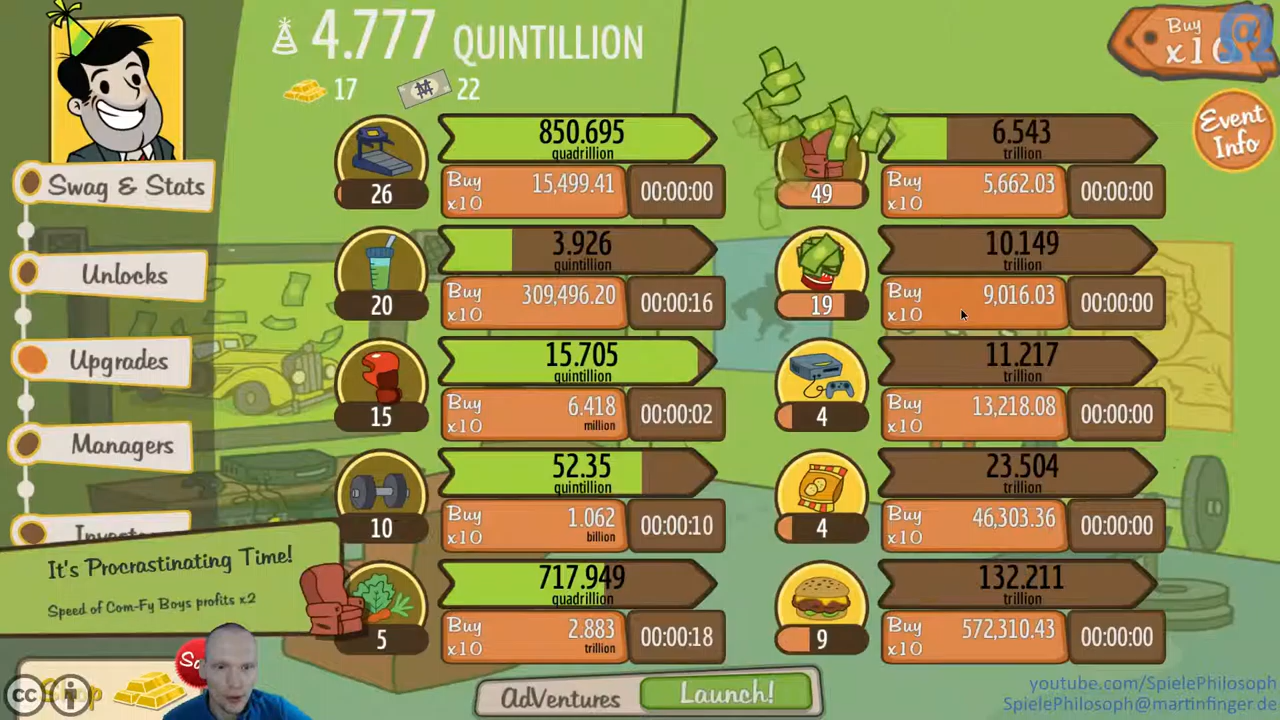 4.777 QUINTILLION
17
22
Buy
Event
Info
Swag & Stats
Unlocks
Upgrades
Managers
850.695
quadrillion
26
Buy
x10
15,499.41
00:00:00
3.926
quintillion
20
Buy
x10
309,496.20
00:00:16
15.705
quintillion
15
Buy
x10
6.418
million
00:00:02
52.35
quintillion
10
Buy
x10
1.062
billion
00:00:10
717.949
quadrillion
5
Buy
x10
2.883
trillion
00:00:18
6.543
trillion
49
Buy
x10
5,662.03
00:00:00
10.149
trillion
19
Buy
x10
9,016.03
00:00:00
11.217
trillion
4
Buy
x10
13,218.08
00:00:00
23.504
trillion
4
Buy
x10
46,303.36
00:00:00
132.211
trillion
9
Buy
x10
572,310.43
00:00:00
It's Procrastinating Time!
Speed of Com-Fy Boys profits x2
cc
AdVentures
Launch!
youtube.com/SpielePhilosoph
SpielePhilosoph@martinfinger.de